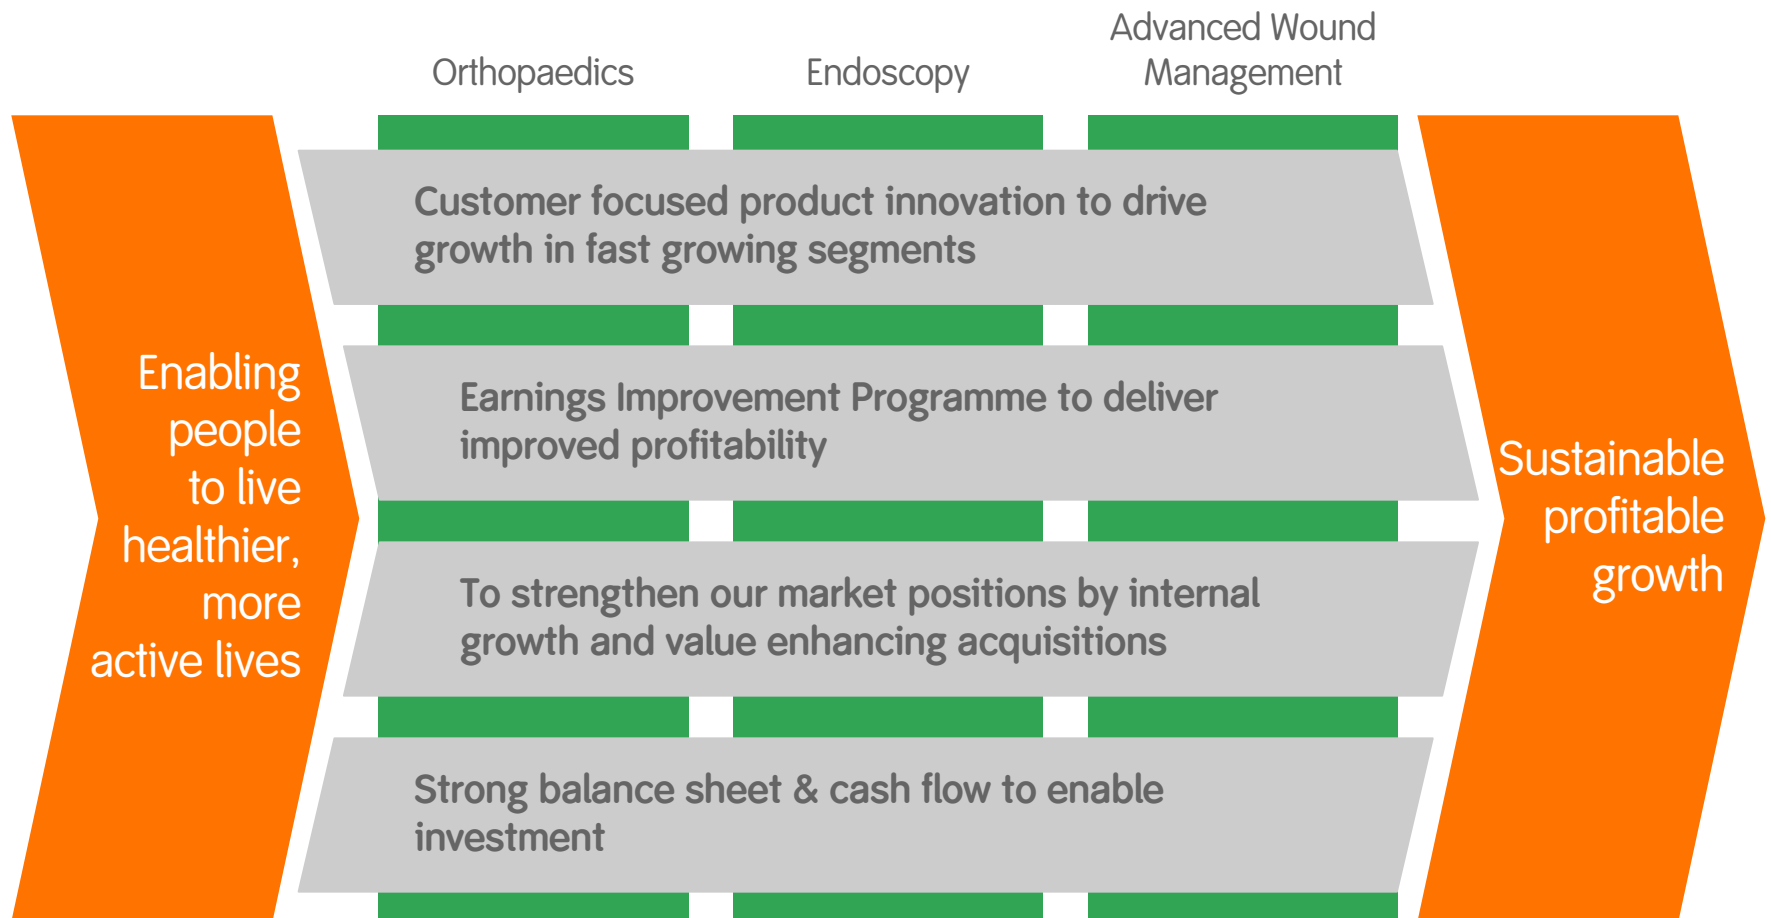 Orthopaedics
Endoscopy
Advanced Wound
Management
Enabling
people
to live
healthier,
more
active lives
Customer focused product innovation to drive
growth in fast growing segments
Earnings Improvement Programme to deliver
improved profitability
To strengthen our market positions by internal
growth and value enhancing acquisitions
Strong balance sheet & cash flow to enable
investment
Sustainable
profitable
growth